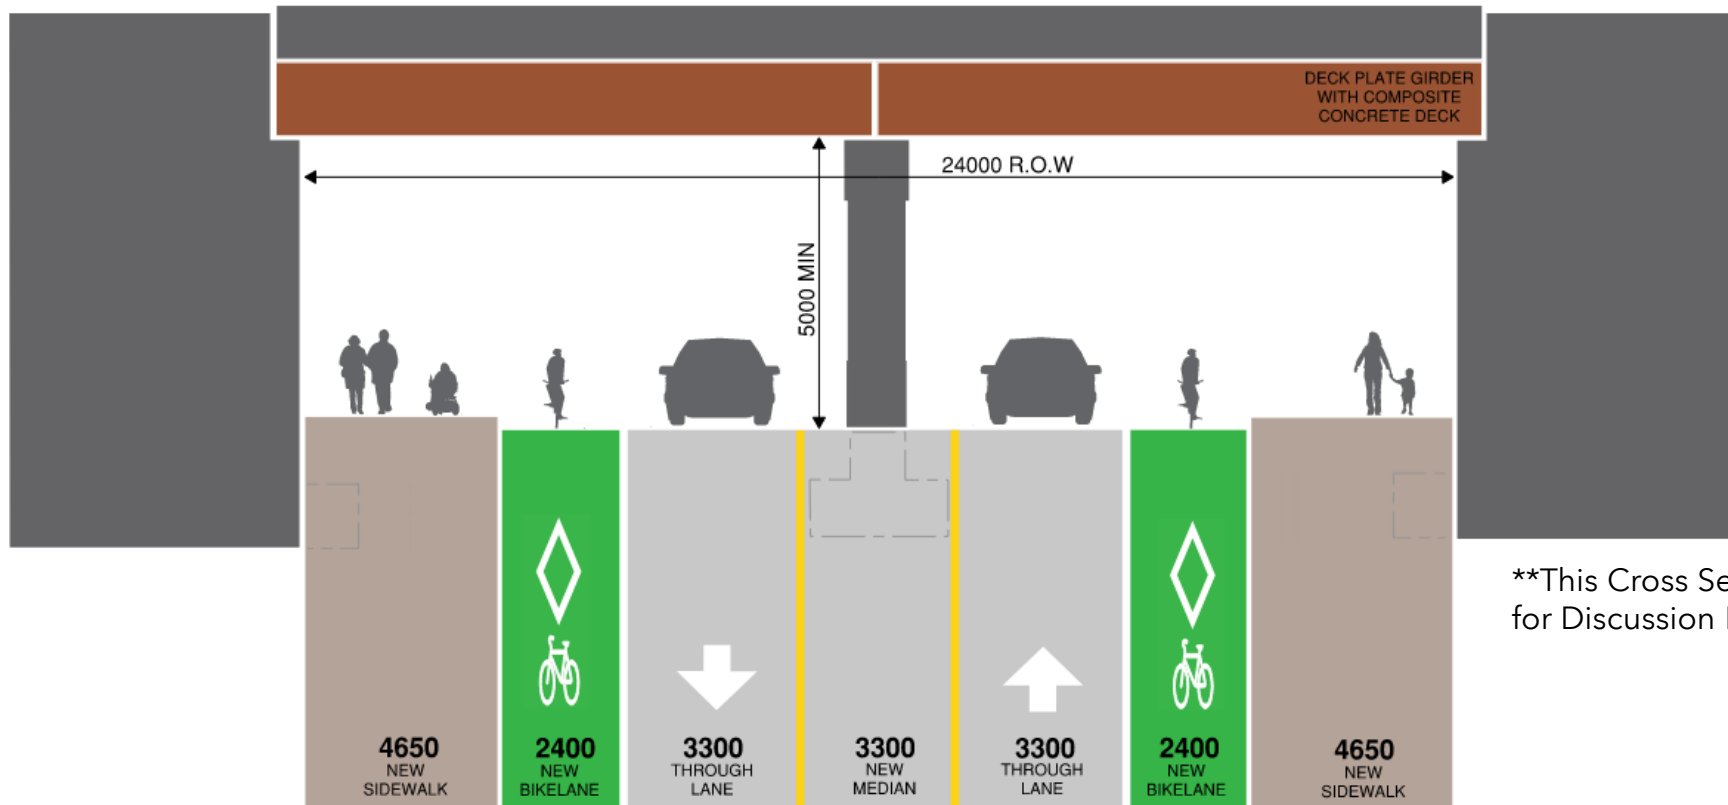 DECK PLATE GIRDER
WITH COMPOSITE
CONCRETE DECK
24000 R.O.W
5000 MIN
**This Cross Se
for Discussion
4650
NEW
SIDEWALK
2400
NEW
BIKELANE
3300
THROUGH
LANE
3300
NEW
MEDIAN
3300
THROUGH
LANE
2400
NEW
BIKELANE
4650
NEW
SIDEWALK